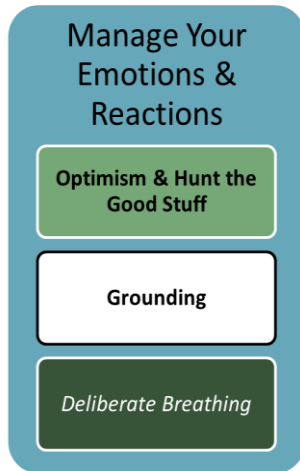 Manage Your
Emotions &
Reactions
Optimism & Hunt the
Good Stuff
Grounding
Deliberate Breathing